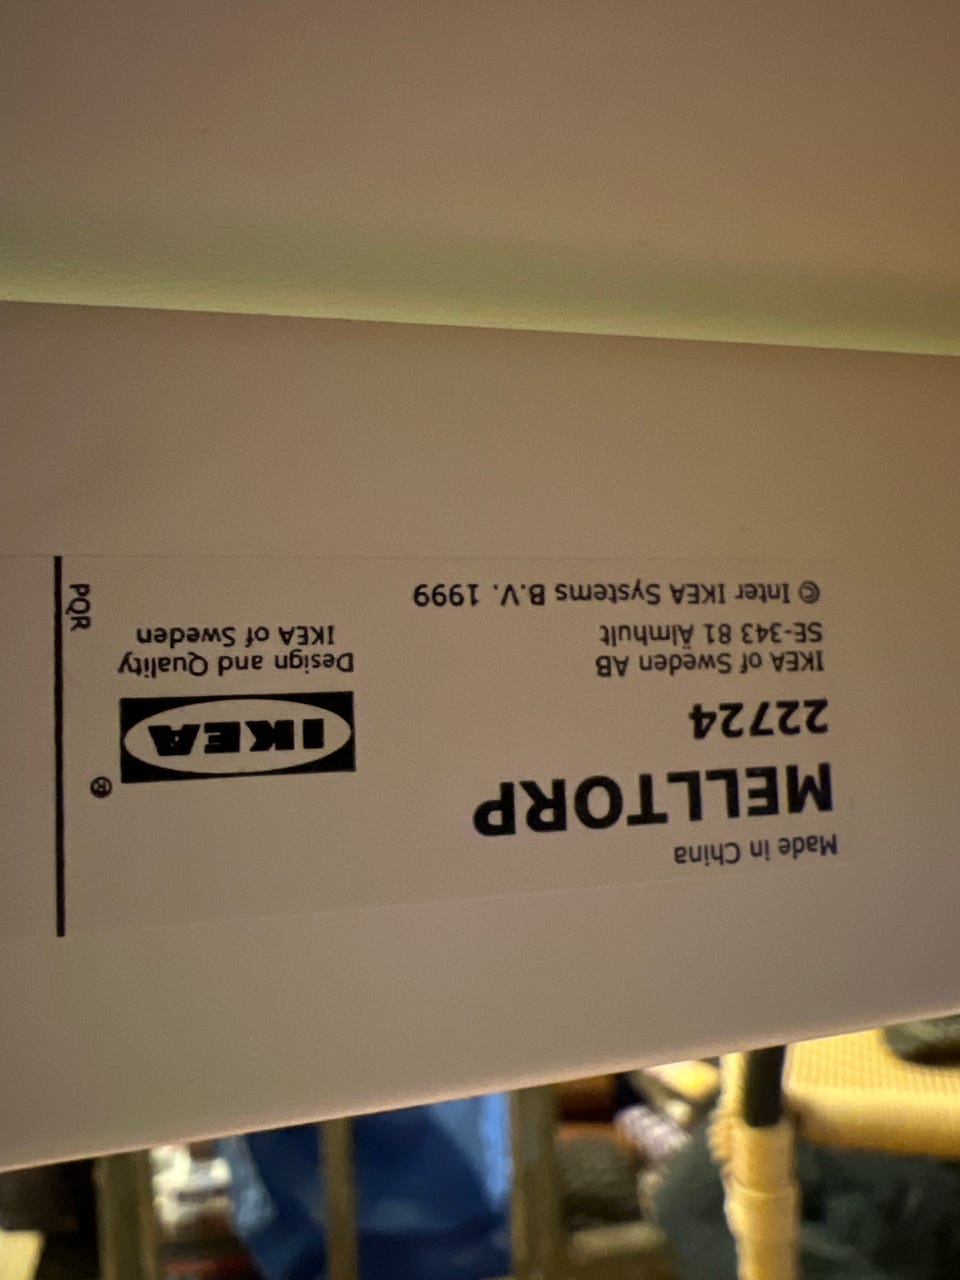 Made in China
MELLTORP
22724
IKEA of Sweden AB
SE-343 81 Älmhult
© Inter IKEA Systems B.V. 1999
®
IKEA
Design and Quality
IKEA of Sweden
PQR